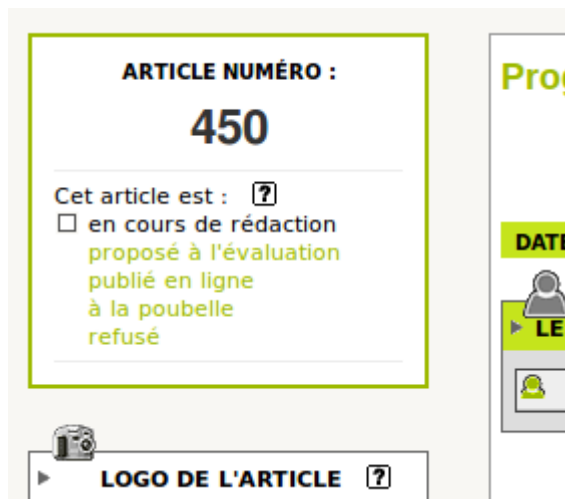 ARTICLE NUMÉRO :
450
Cet article est : ?
en cours de rédaction
proposé à l'évaluation
publié en ligne
à la poubelle
refusé
LOGO DE L'ARTICLE ?